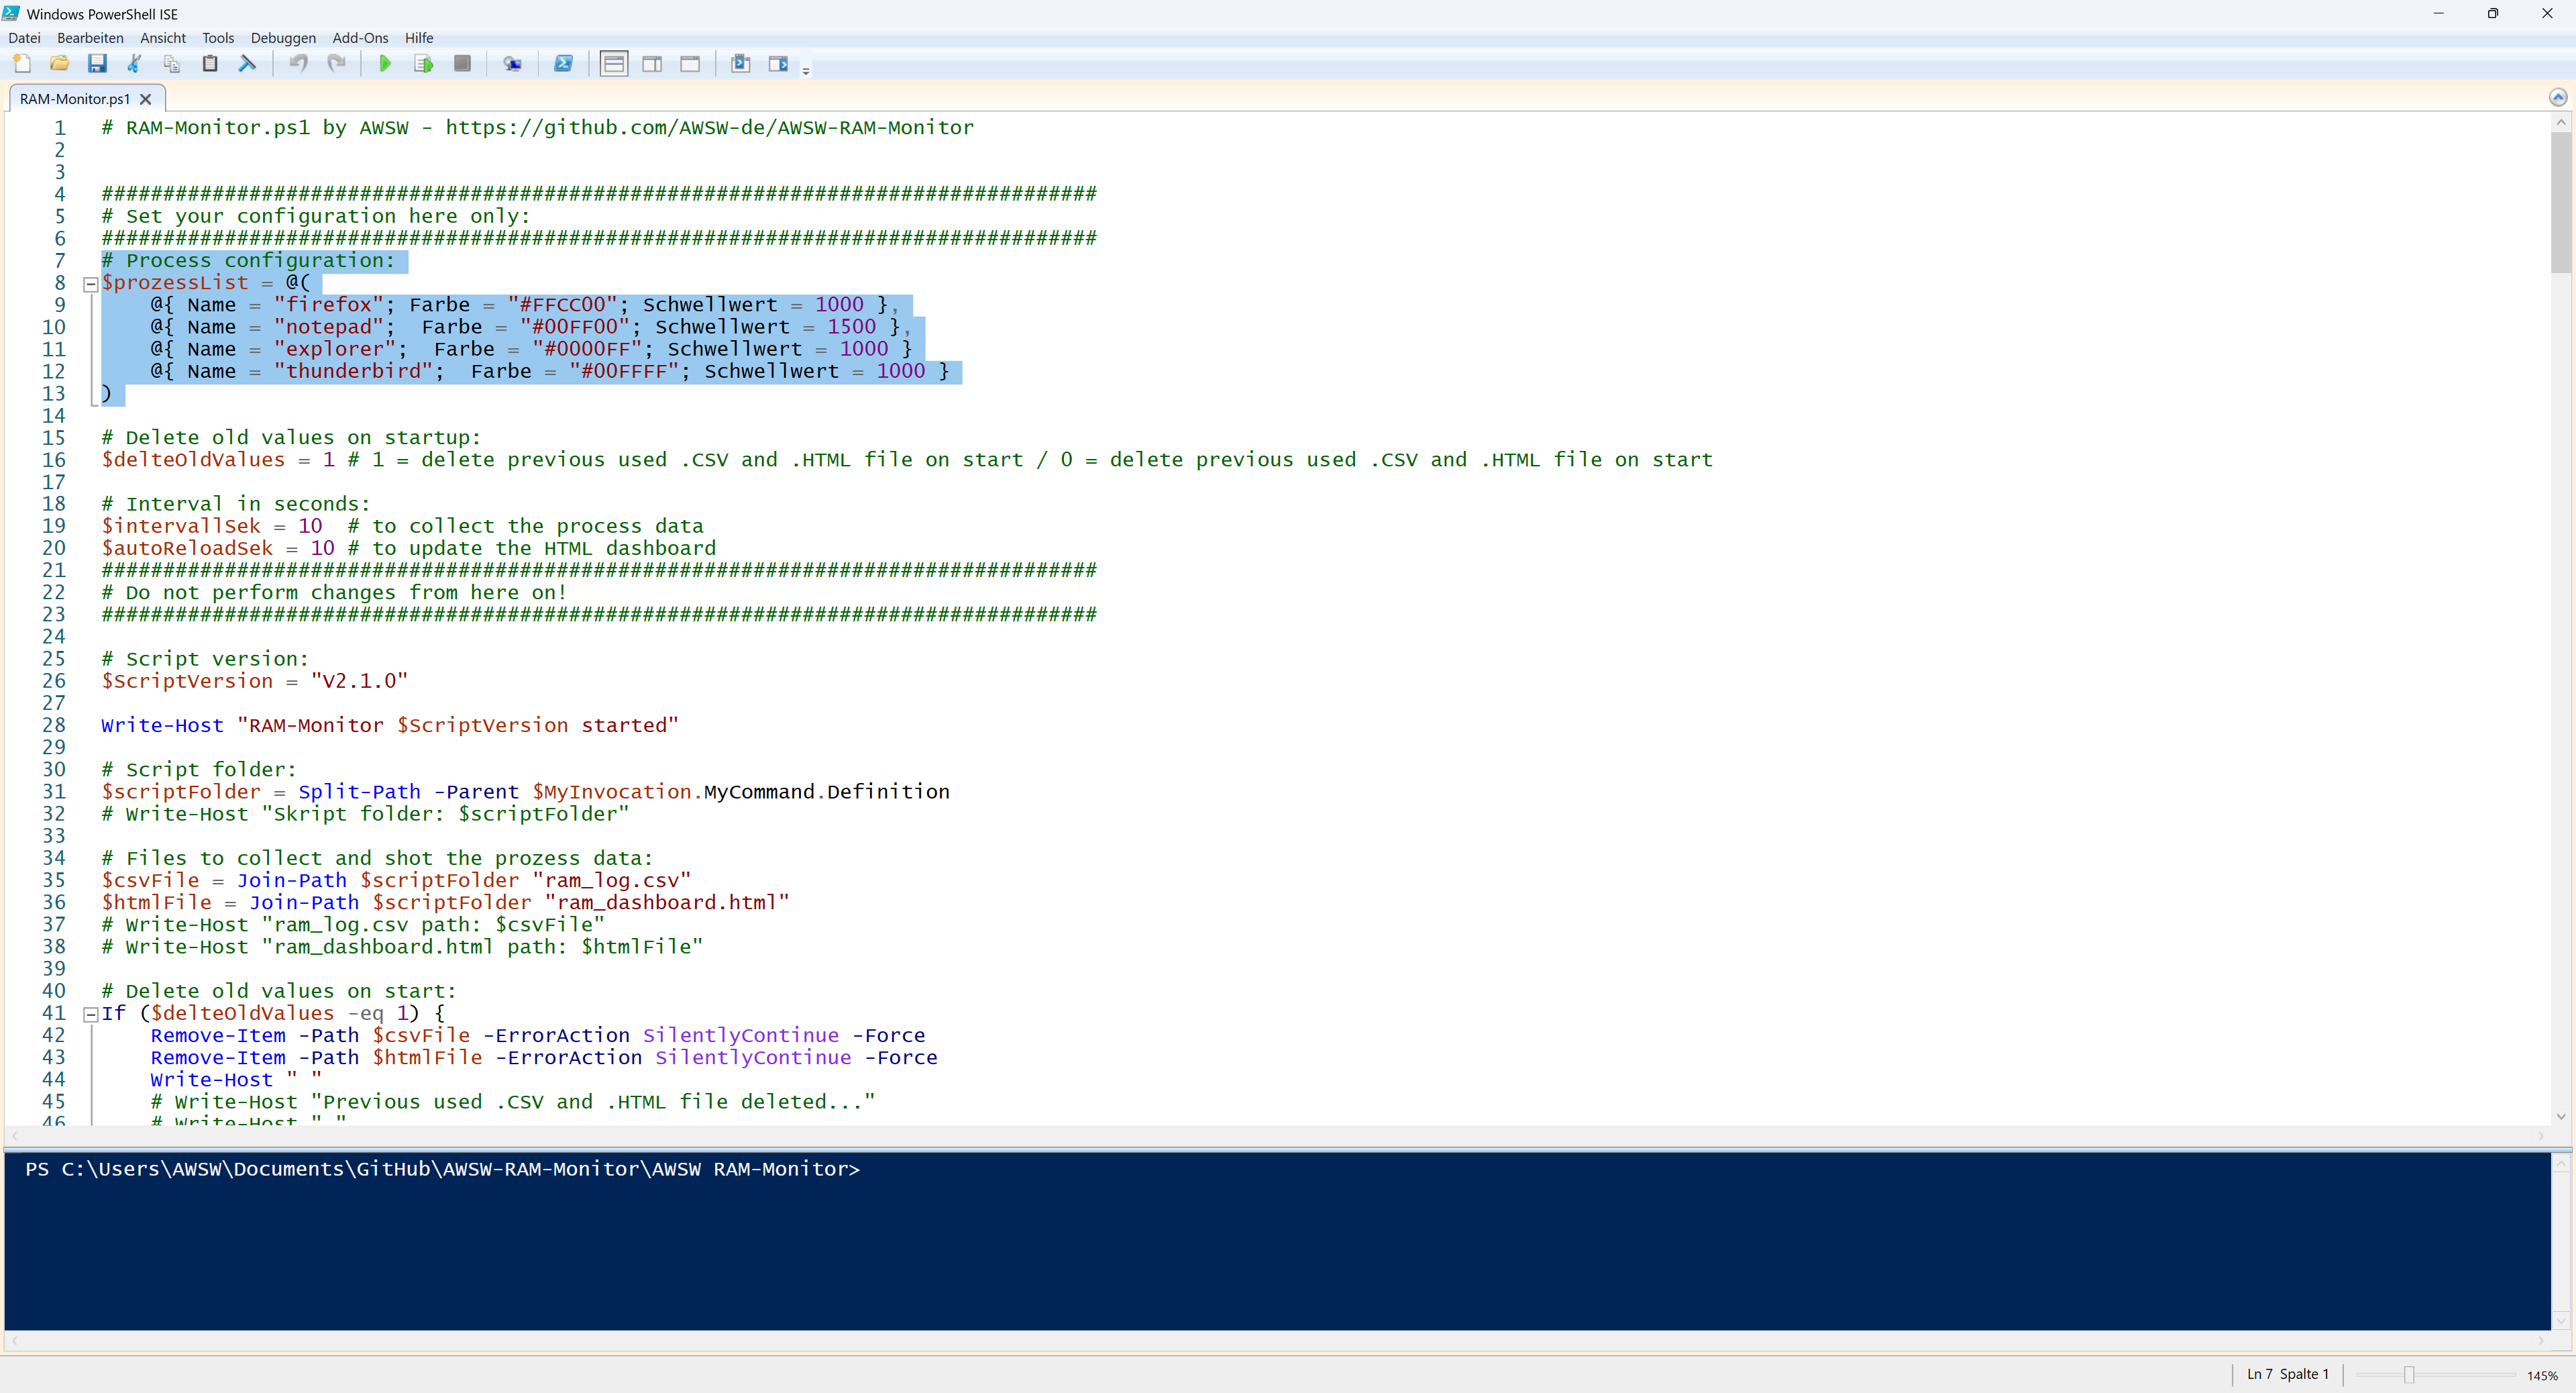 Windows PowerShell ISE
Datei Bearbeiten Ansicht Tools Debuggen Add-Ons Hilfe
RAM-Monitor.ps1
1 # RAM-Monitor.ps1 by AWSW - https://github.com/AWSW-de/AWSW-RAM-Monitor
2
3
4 #################################################################################
5 # Set your configuration here only:
6 #################################################################################
7 # Process configuration:
8 $prozessList = @(
9 @{ Name = "firefox"; Farbe = "#FFCC00"; Schwellwert = 1000 },
10 @{ Name = "notepad";  Farbe = "#00FF00"; Schwellwert = 1500 },
11 @{ Name = "explorer";  Farbe = "#0000FF"; Schwellwert = 1000 }
12 @{ Name = "thunderbird";  Farbe = "#00FFFF"; Schwellwert = 1000 }
13 )
14
15 # Delete old values on startup:
16 $delteOldValues = 1 # 1 = delete previous used .CSV and .HTML file on start / 0 = delete previous used .CSV and .HTML file on start
17
18 # Interval in seconds:
19 $intervallSek = 10  # to collect the process data
20 $autoReloadSek = 10 # to update the HTML dashboard
21 #################################################################################
22 # Do not perform changes from here on!
23 #################################################################################
24
25 # Script version:
26 $ScriptVersion = "V2.1.0"
27
28 Write-Host "RAM-Monitor $ScriptVersion started"
29
30 # Script folder:
31 $scriptFolder = Split-Path -Parent $MyInvocation.MyCommand.Definition
32 # Write-Host "Skript folder: $scriptFolder"
33
34 # Files to collect and shot the prozess data:
35 $csvFile = Join-Path $scriptFolder "ram_log.csv"
36 $htmlFile = Join-Path $scriptFolder "ram_dashboard.html"
37 # Write-Host "ram_log.csv path: $csvFile"
38 # Write-Host "ram_dashboard.html path: $htmlFile"
39
40 # Delete old values on start:
41 If ($delteOldValues -eq 1) {
42 Remove-Item -Path $csvFile -ErrorAction SilentlyContinue -Force
43 Remove-Item -Path $htmlFile -ErrorAction SilentlyContinue -Force
44 Write-Host " "
45 # Write-Host "Previous used .CSV and .HTML file deleted..."
46 # Write-Host " "
PS C:\Users\AWSW\Documents\GitHub\AWSW-RAM-Monitor\AWSW RAM-Monitor>
Ln 7 Spalte 1 145%